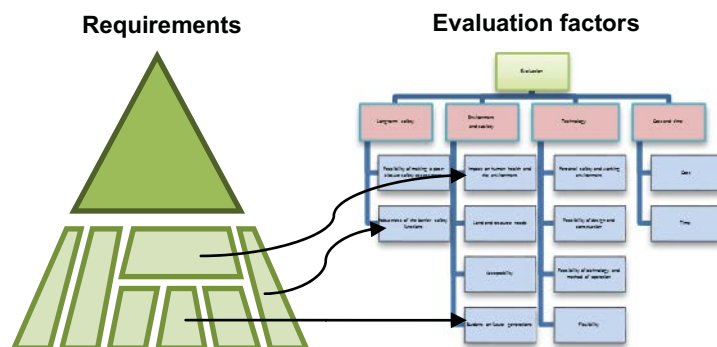 Requirements
Evaluation factors
Evaluation
Long-term safety
Environment
and society
Technology
Cost and time
Feasibility of making a post-
closure safety assessment
Impact on human health and
the environment
Personal safety and working
environment
Cost
Robustness of the barrier safety
functions
Land and resource needs
Feasibility of design and
construction
Time
Acceptability
Feasibility of technology and
method of operation
Burdens on future generations
Flexibility